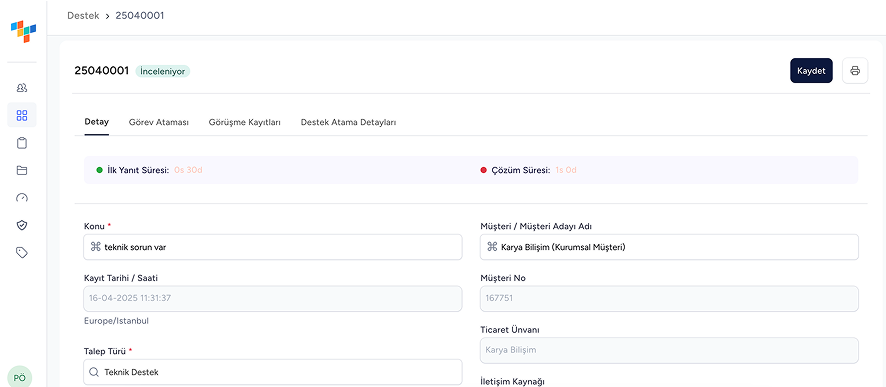 Destek > 25040001
25040001 İnceleniyor
Kaydet
Detay Görev Ataması Görüşme Kayıtları Destek Atama Detayları
İlk Yanıt Süresi: 0s 30d
Çözüm Süresi: 1s 0d
Konu *
teknik sorun var
Müşteri / Müşteri Adayı Adı
Karya Bilişim (Kurumsal Müşteri)
Kayıt Tarihi / Saati
16-04-2025 11:31:37
Europe/Istanbul
Müşteri No
167751
Ticaret Ünvanı
Karya Bilişim
Talep Türü *
Teknik Destek
İletişim Kaynağı
PÖ